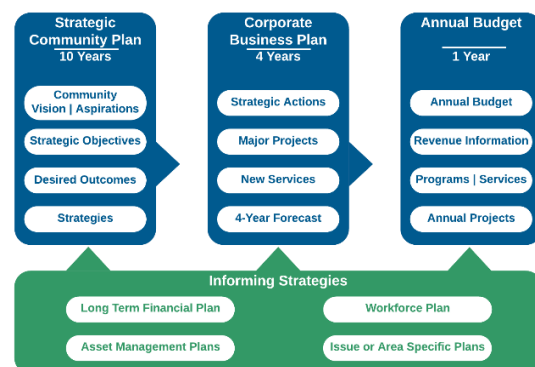 Strategic
Community Plan
10 Years
Community
Vision | Aspirations
Strategic Objectives
Desired Outcomes
Strategies
Corporate
Business Plan
4 Years
Strategic Actions
Major Projects
New Services
4-Year Forecast
Annual Budget
1 Year
Annual Budget
Revenue Information
Programs | Services
Annual Projects
Informing Strategies
Long Term Financial Plan
Workforce Plan
Asset Management Plans
Issue or Area Specific Plans